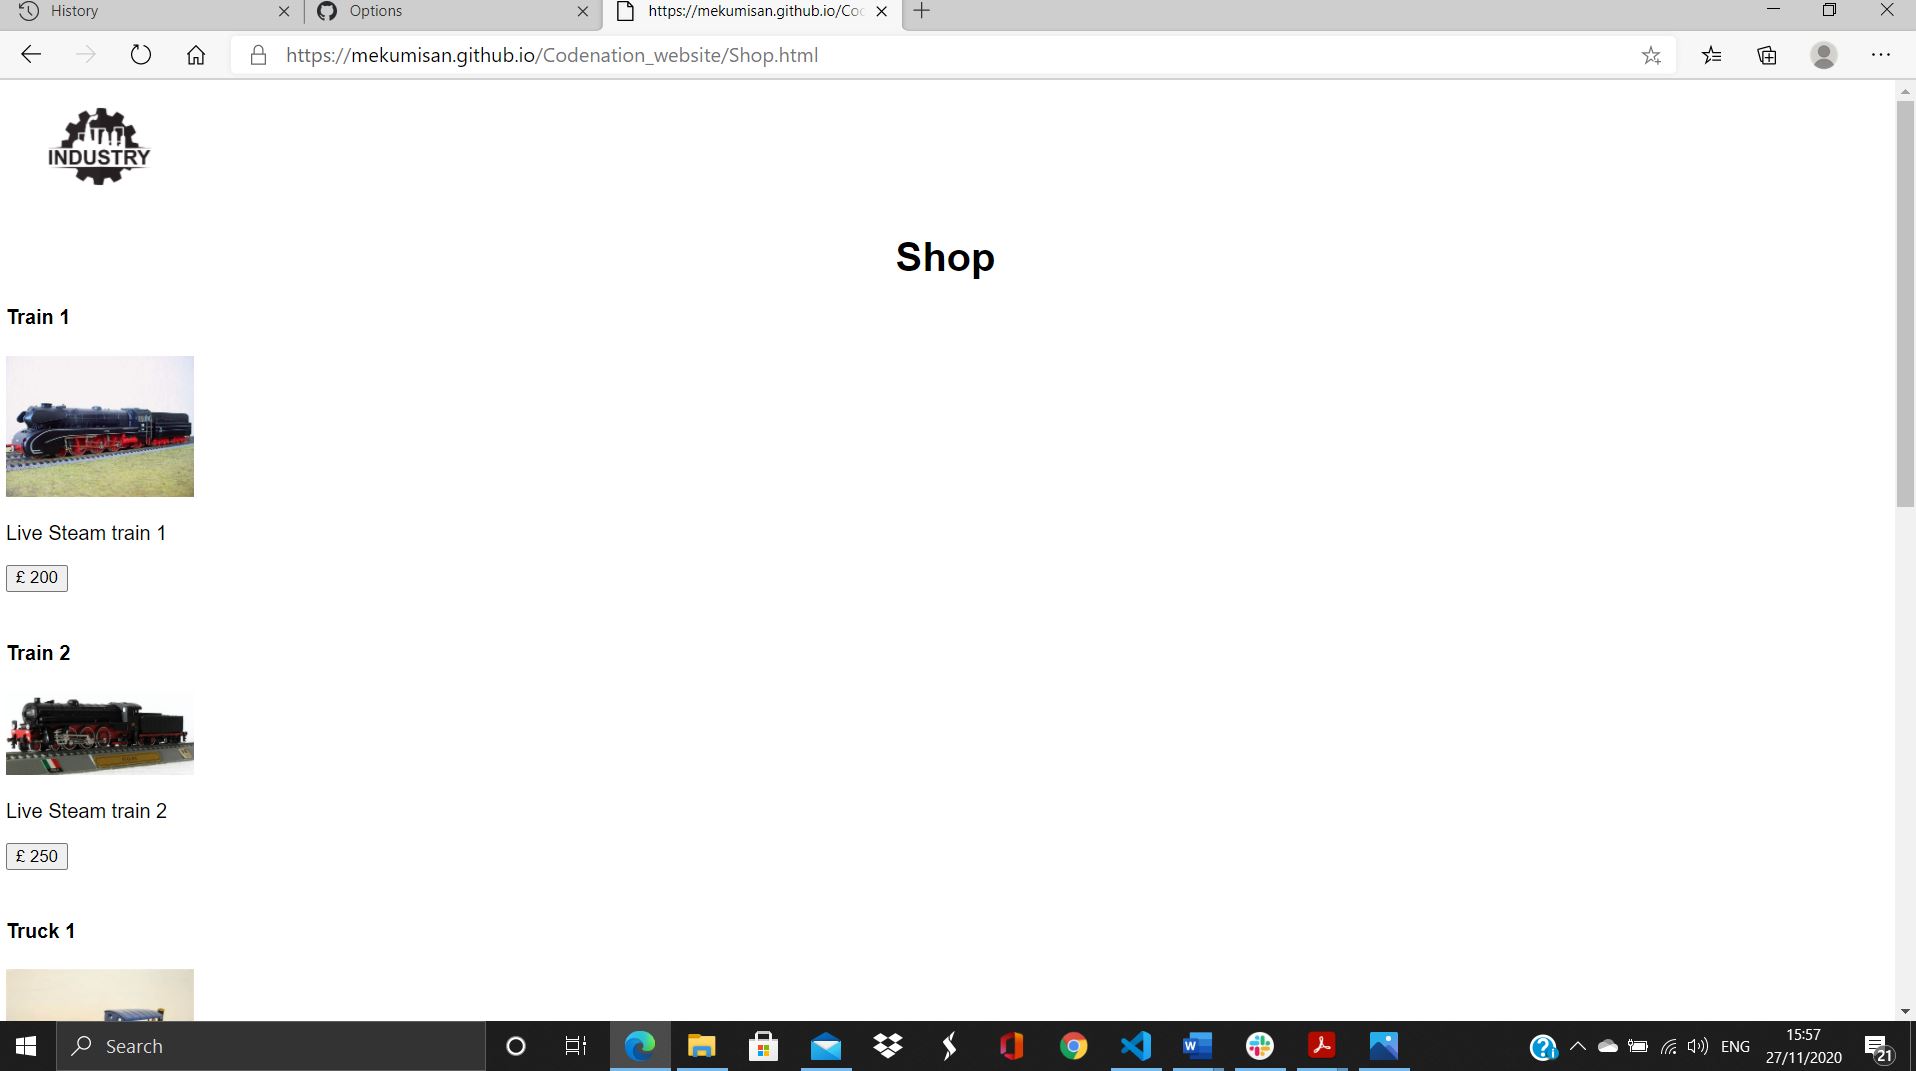 History
Options
https://mekumisan.github.io/Coc
https://mekumisan.github.io/Codenation_website/Shop.html
INDUSTRY
Shop
Train 1
Live Steam train 1
£ 200
Train 2
Live Steam train 2
£ 250
Truck 1
Search
ENG
15:57
27/11/2020
21